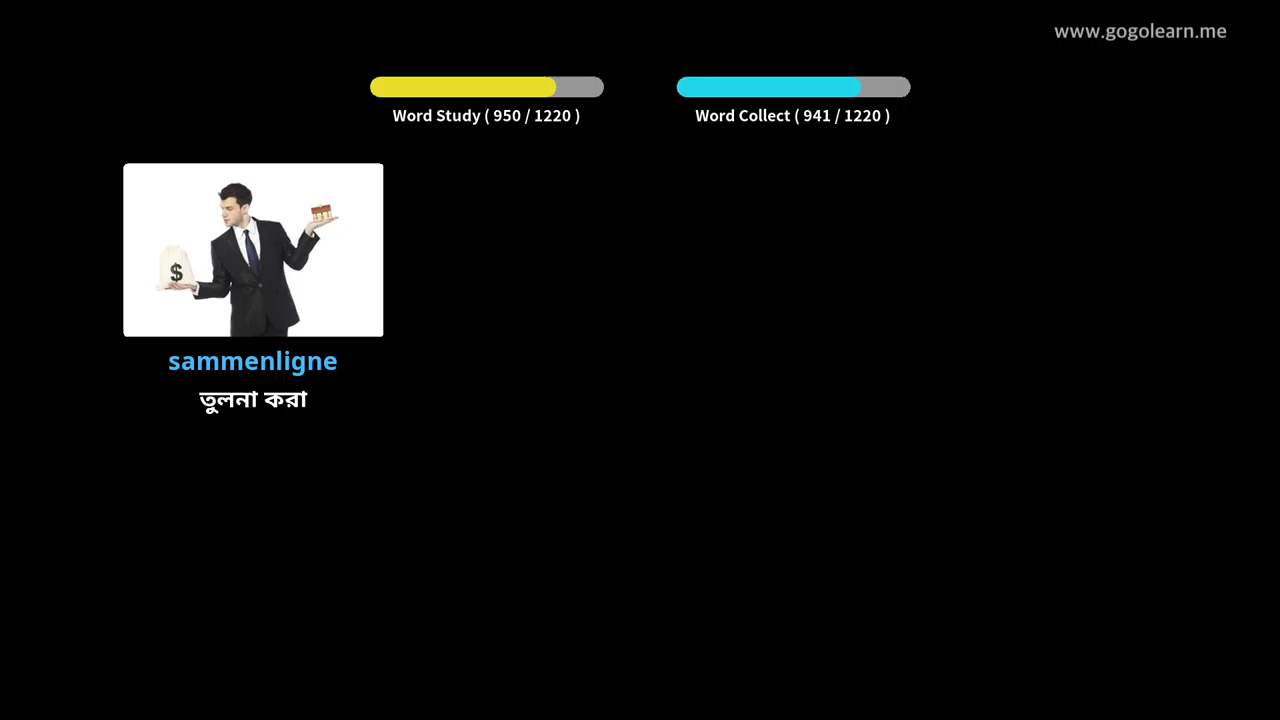 www.gogolearn.me
Word Study ( 950 / 1220 )
Word Collect ( 941 / 1220 )
$
sammenligne
তুলনা করা